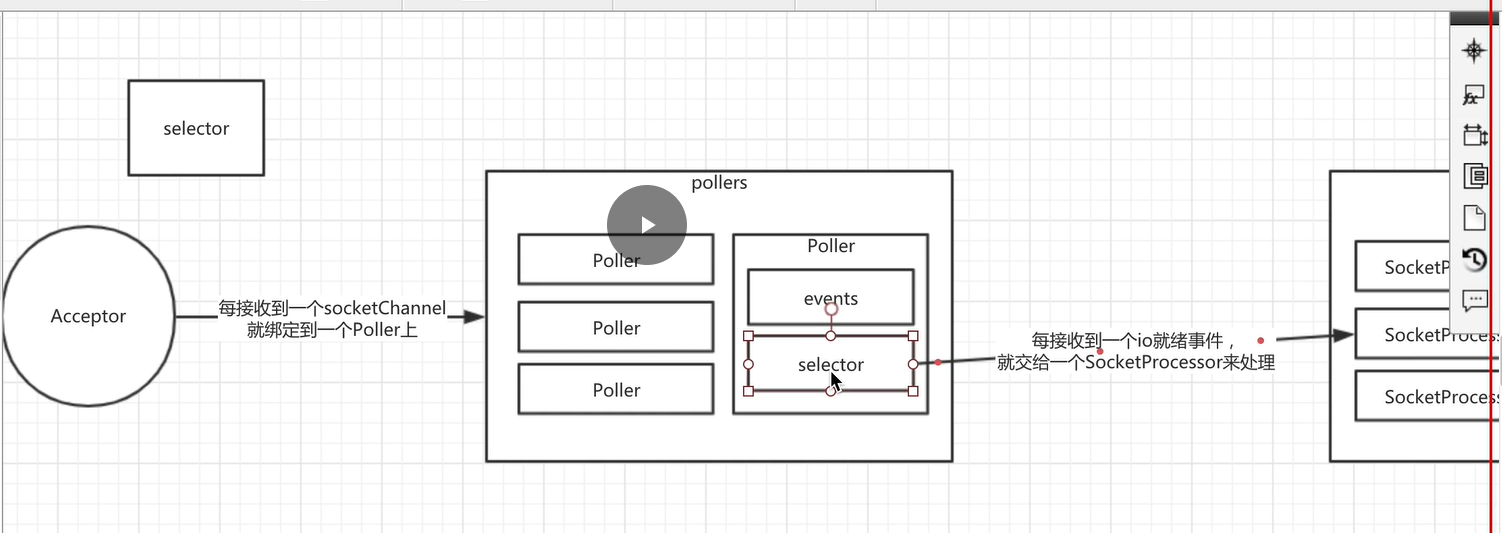 selector
Acceptor
每接收到一个socketChannel
就绑定到一个Poller上
pollers
Poller
Poller
Poller
Poller
events
selector
每接收到一个io就绪事件，
就交给一个SocketProcessor来处理
SocketP
SocketProces
SocketProces